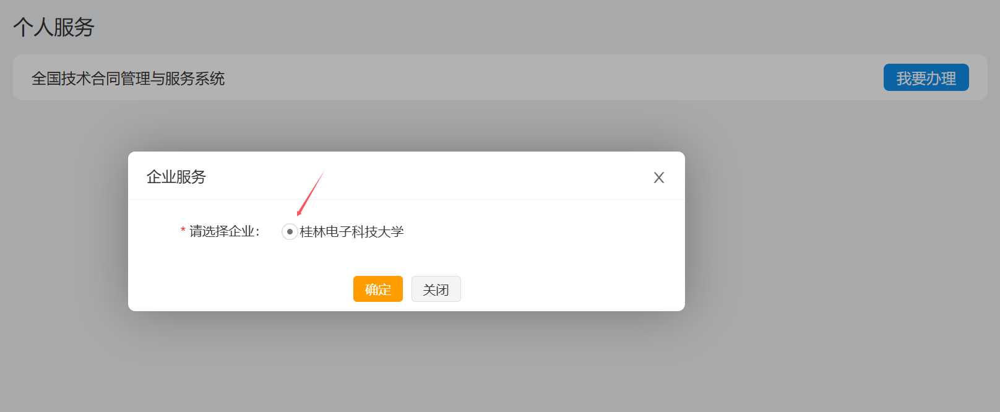 个人服务
全国技术合同管理与服务系统
我要办理
企业服务
X
* 请选择企业：
桂林电子科技大学
确定
关闭